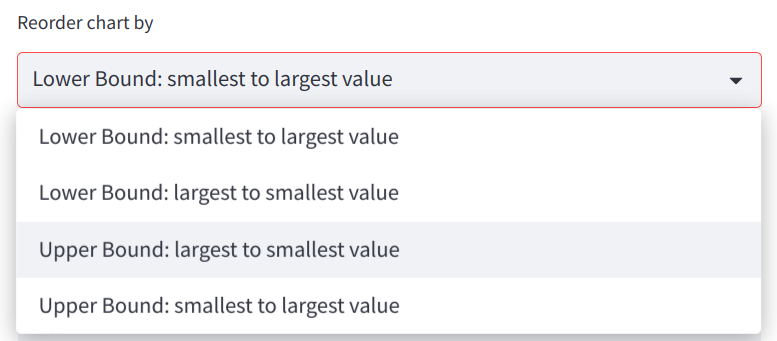 Reorder chart by
Lower Bound: smallest to largest value
Lower Bound: smallest to largest value
Lower Bound: largest to smallest value
Upper Bound: largest to smallest value
Upper Bound: smallest to largest value